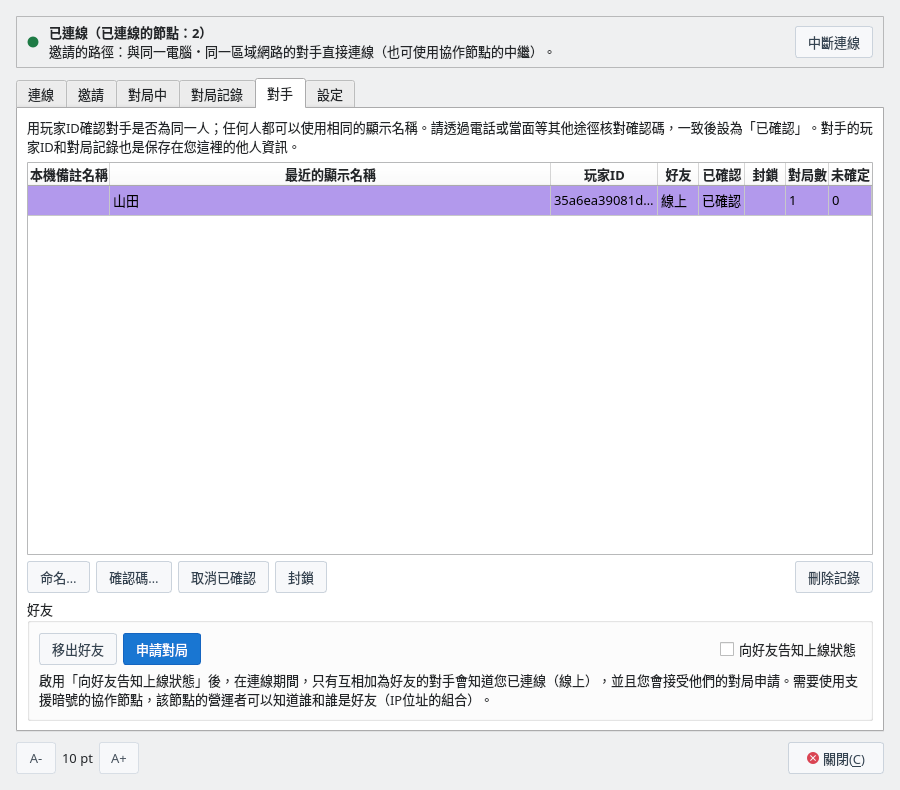 已連線（已連線的節點：2）
邀請的路徑：與同一電腦・同一區域網路的對手直接連線（也可使用協作節點的中繼）。
中斷連線
連線 邀請 對局中 對局記錄 對手 設定
用玩家ID確認對手是否為同一人；任何人都可以使用相同的顯示名稱。請透過電話或當面等其他途徑核對確認碼，一致後設為「已確認」。對手的玩
家ID和對局記錄也是保存在您這裡的他人資訊。
本機備註名稱 最近的顯示名稱 玩家ID 好友 已確認 封鎖 對局數 未確定
山田 35a6ea39081d... 線上 已確認 1 0
命名... 確認碼... 取消已確認 封鎖 刪除記錄
好友
移出好友 申請對局 向好友告知上線狀態
啟用「向好友告知上線狀態」後，在連線期間，只有互相加為好友的對手會知道您已連線（線上），並且您會接受他們的對局申請。需要使用支
援暗號的協作節點，該節點的營運者可以知道誰和誰是好友（IP位址的組合）。
A- 10 pt A+ 關閉(C)